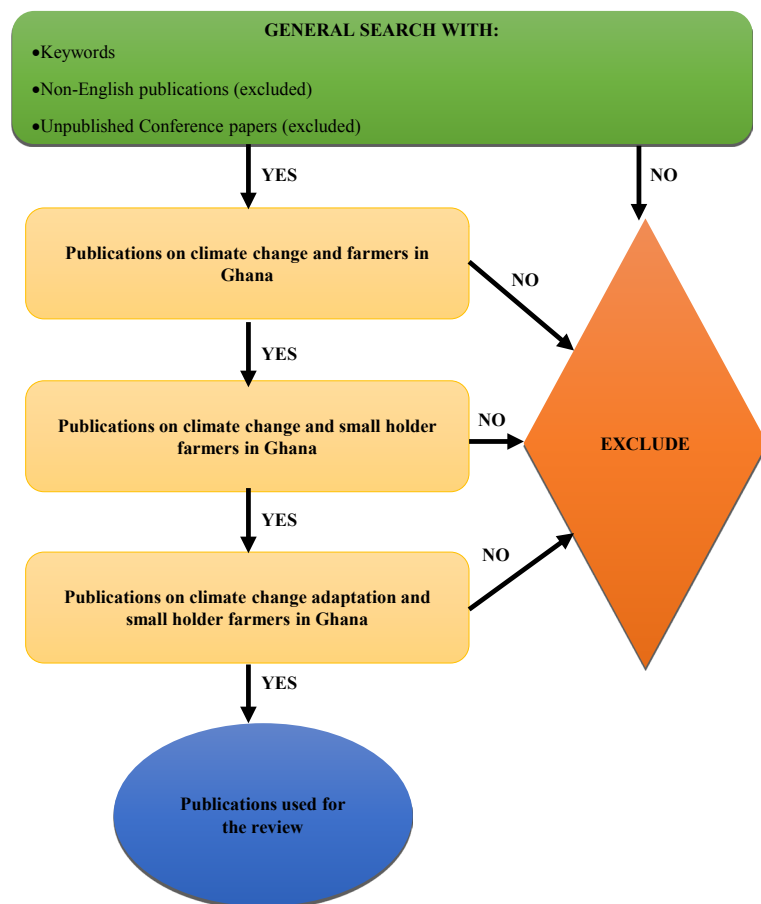 GENERAL SEARCH WITH:
•Keywords
•Non-English publications (excluded)
•Unpublished Conference papers (excluded)
YES
NO
Publications on climate change and farmers in
Ghana
NO
YES
Publications on climate change and small holder
farmers in Ghana
NO
EXCLUDE
YES
NO
Publications on climate change adaptation and
small holder farmers in Ghana
YES
Publications used for
the review